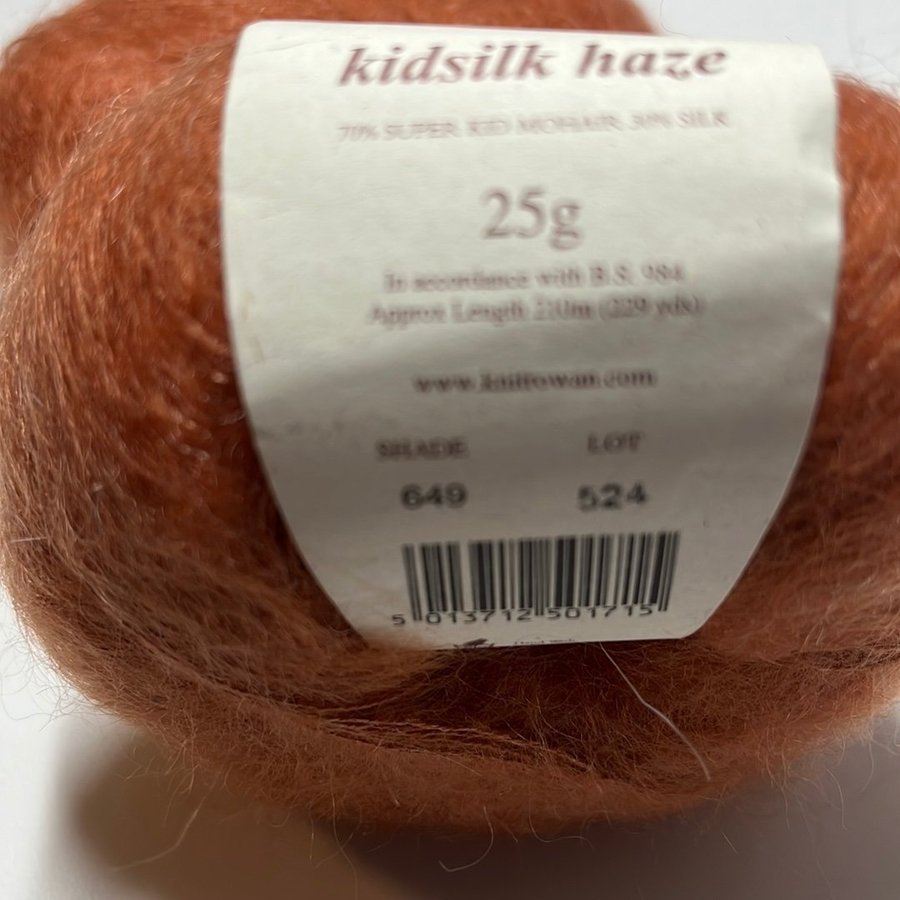 kidsilk haze
70% SUPER KID MOHAIR 30% SILK
25g
In accordance with B.S. 984
Approx Length 210m (229 yds)
www.knitrowan.com
SHADE LOT
649 524
5 013712 501715